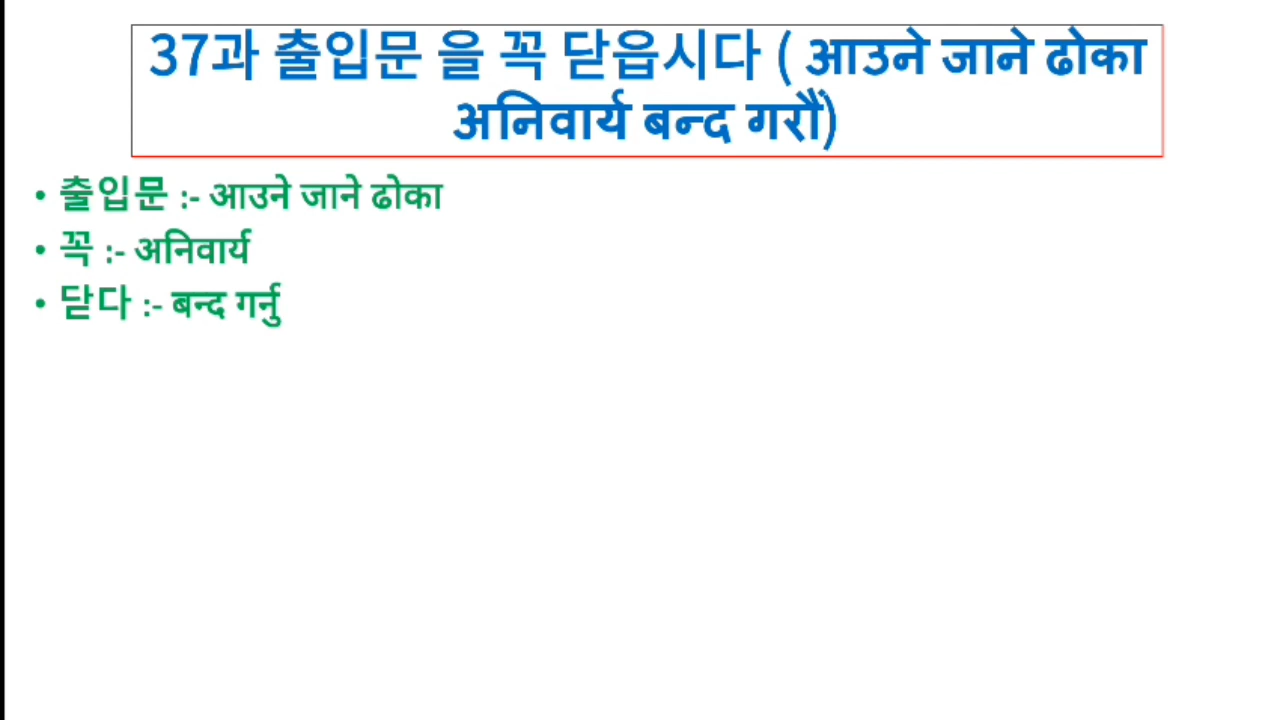 37과 출입문 을 꼭 닫읍시다 ( आउने जाने ढोका
अनिवार्य बन्द गरौं)
• 출입문 :- आउने जाने ढोका
• 꼭 :- अनिवार्य
• 닫다 :- बन्द गर्नु